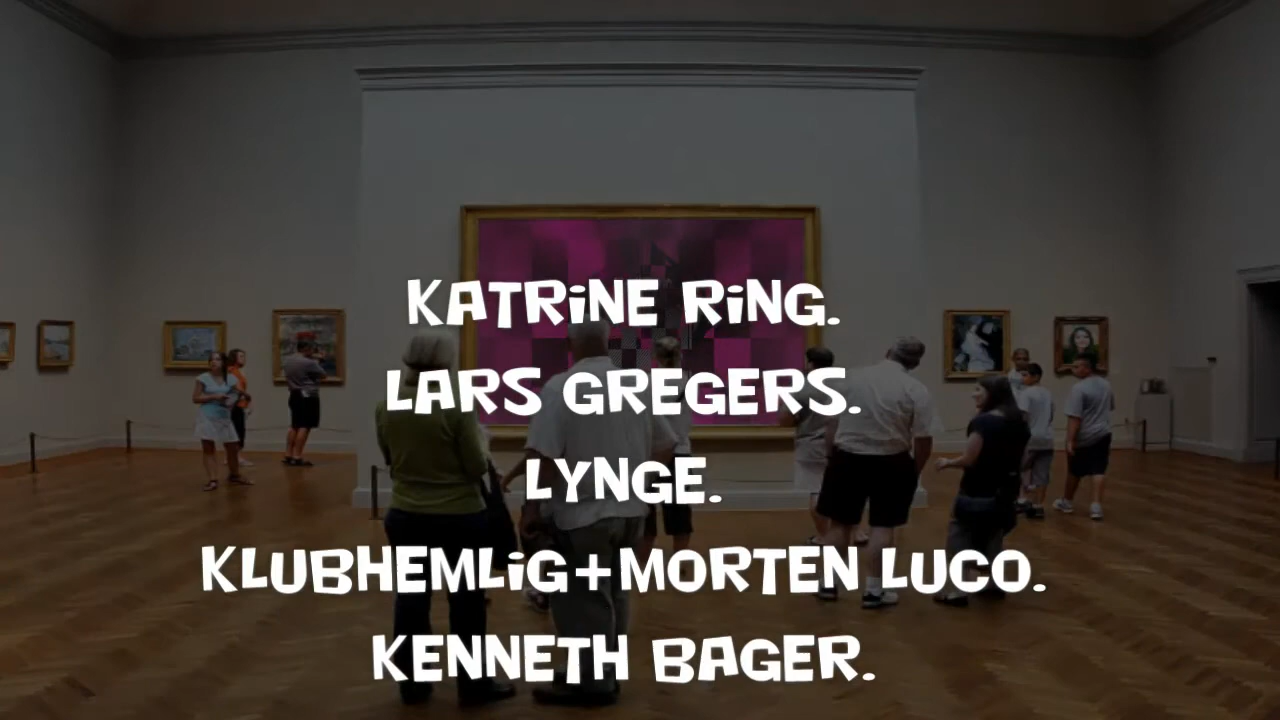 KATRiNE RiNG.
LARS GREGERS.
LYNGE.
KLUBHEMLiG+MORTEN LUCO.
KENNETH BAGER.